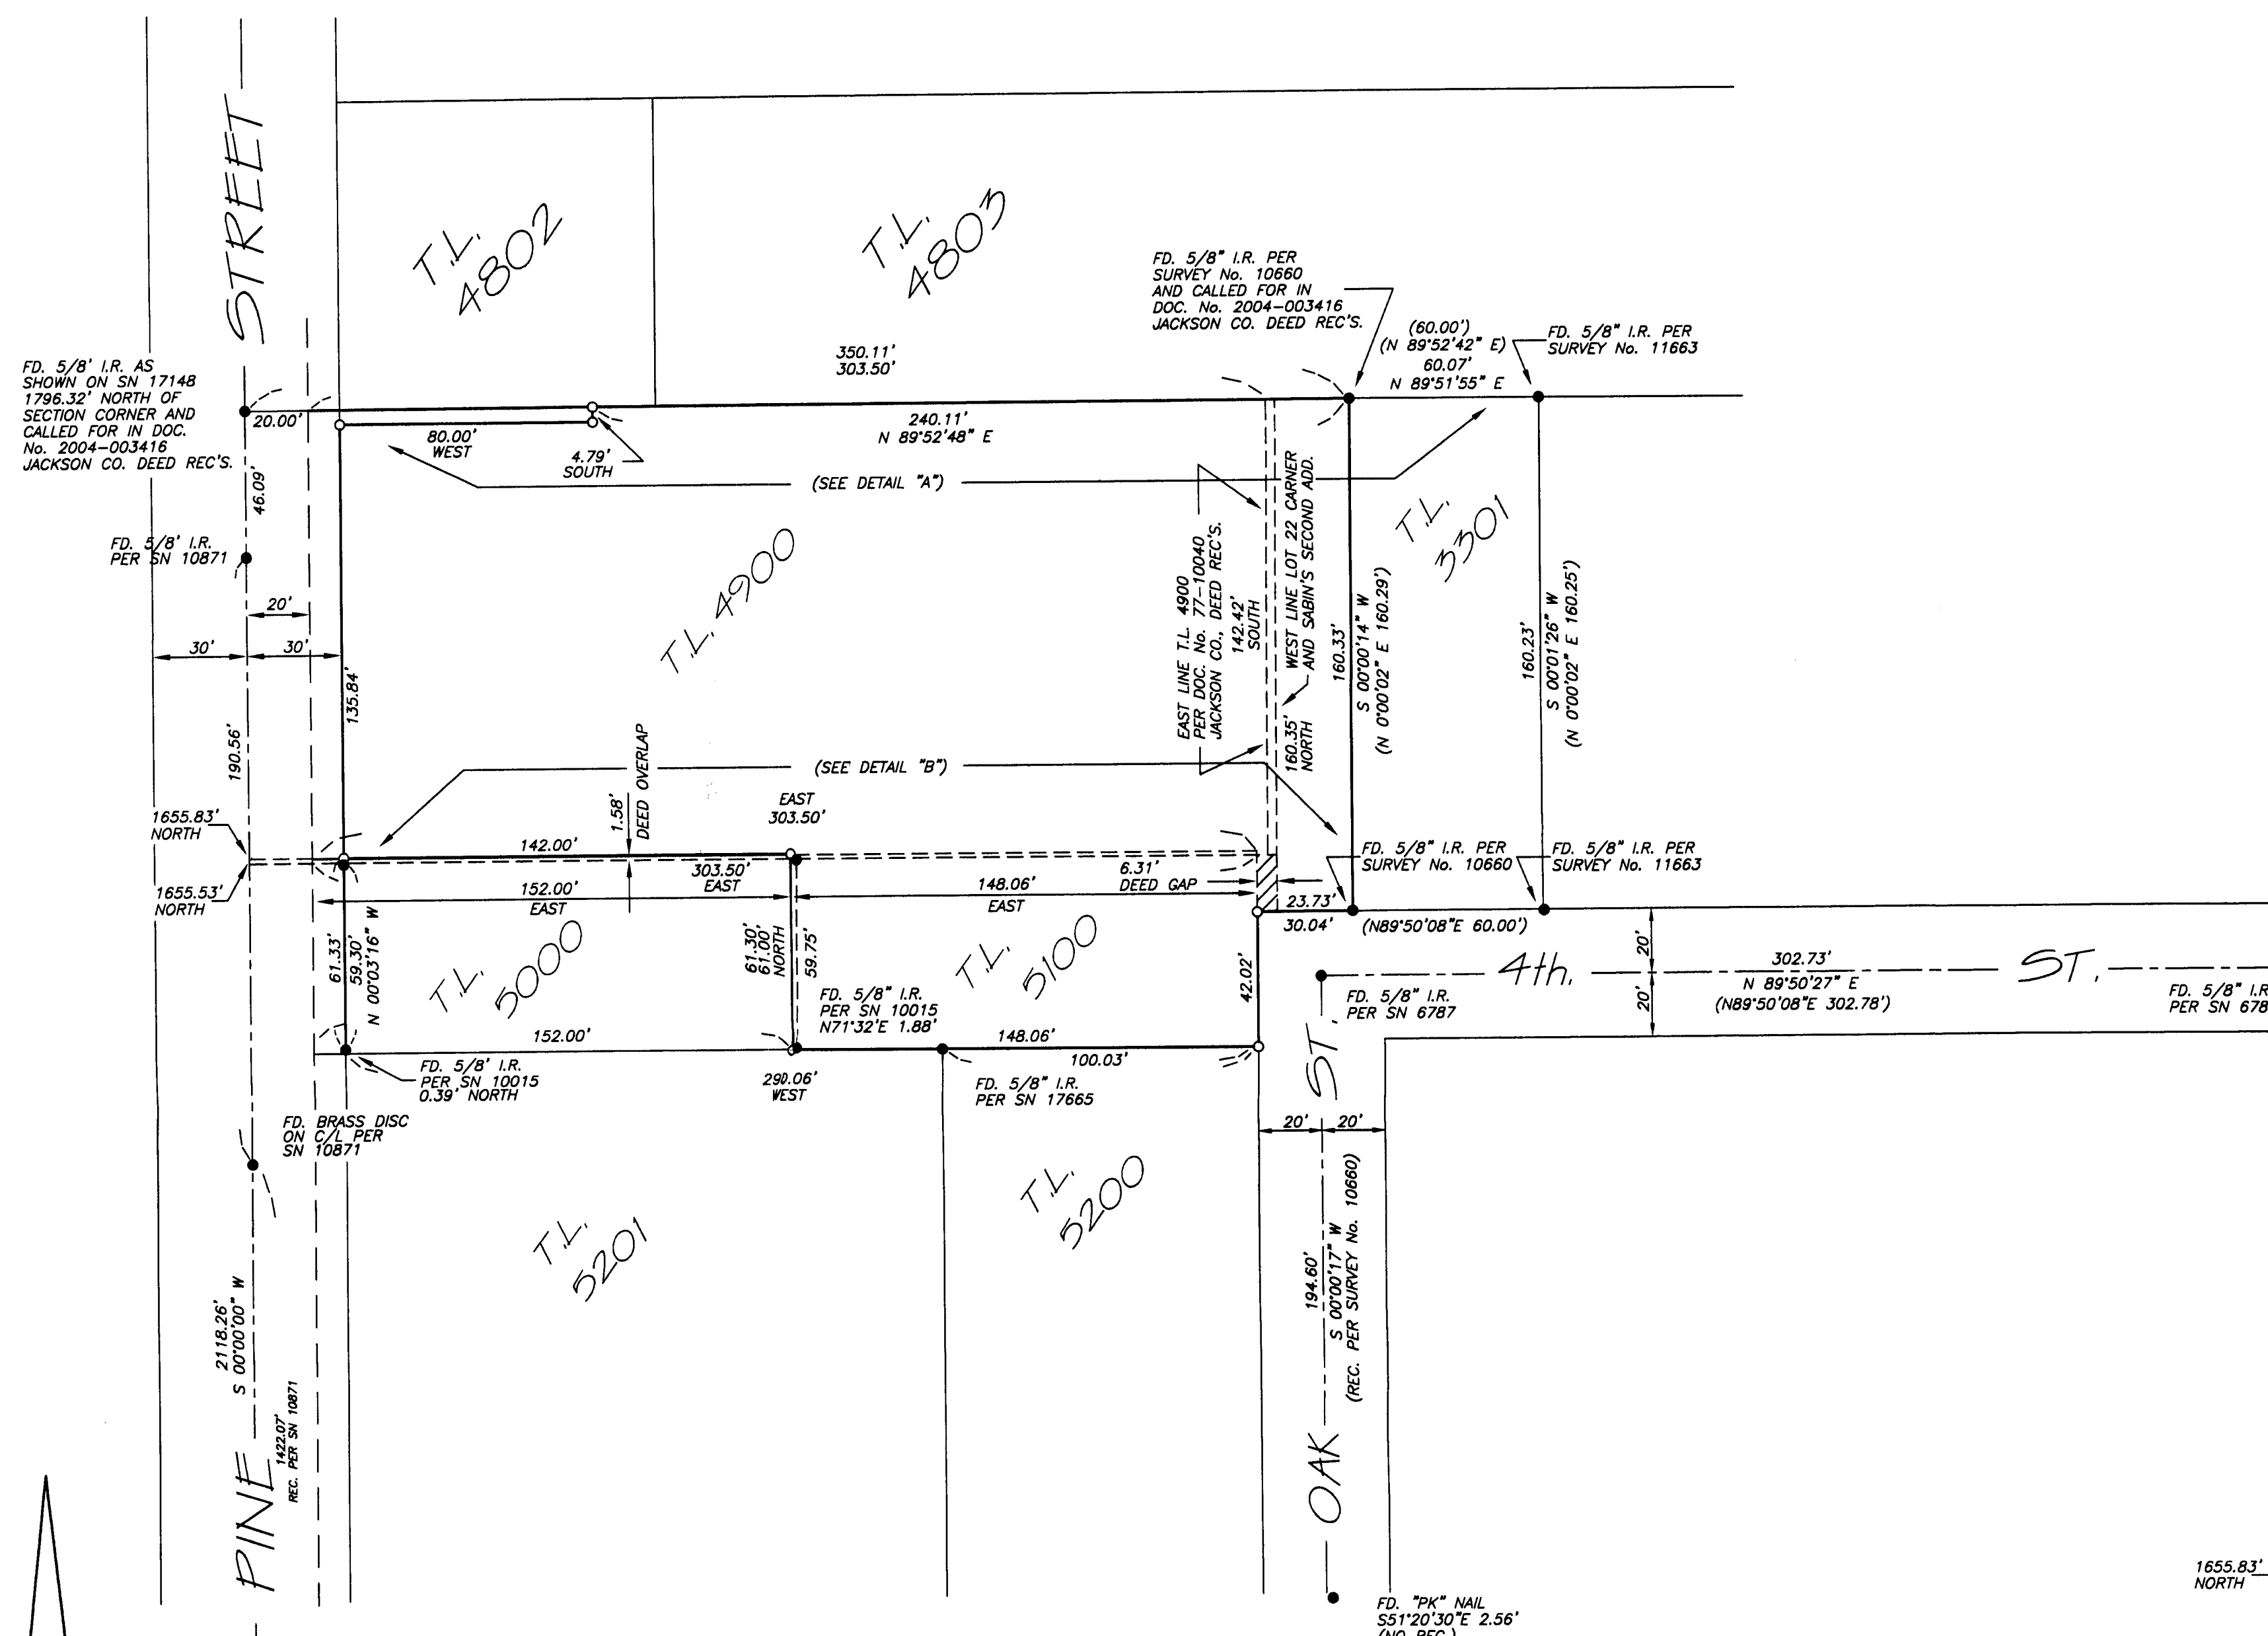 STREET
T.L.
4802
T.L.
4803
FD. 5/8" I.R. PER
SURVEY No. 10660
AND CALLED FOR IN
DOC. No. 2004-003416
JACKSON CO. DEED REC'S.
(60.00')
(N 89°52'42" E)
60.07'
N 89°51'55" E
FD. 5/8" I.R. PER
SURVEY No. 11663
350.11'
303.50'
FD. 5/8' I.R. AS
SHOWN ON SN 17148
1796.32' NORTH OF
SECTION CORNER AND
CALLED FOR IN DOC.
No. 2004-003416
JACKSON CO. DEED REC'S.
20.00'
80.00'
WEST
4.79'
SOUTH
240.11'
N 89°52'48" E
(SEE DETAIL "A")
46.09'
FD. 5/8' I.R.
PER SN 10871
20'
30'
30'
135.84'
190.56'
T.L. 4900
EAST LINE T.L. 4900
PER DOC. No. 77-10040
JACKSON CO., DEED REC'S.
142.42'
SOUTH
WEST LINE LOT 22 CARNER
AND SABIN'S SECOND ADD.
160.35'
NORTH
160.33'
S 00°00'14" W
(N 0°00'02" E 160.29')
T.L.
3301
160.23'
S 00°01'26" W
(N 0°00'02" E 160.25')
(SEE DETAIL "B")
1.58'
DEED OVERLAP
EAST
303.50'
1655.83'
NORTH
1655.53'
NORTH
142.00'
303.50'
EAST
152.00'
EAST
148.06'
EAST
6.31'
DEED GAP
FD. 5/8" I.R. PER
SURVEY No. 10660
FD. 5/8" I.R. PER
SURVEY No. 11663
23.73'
30.04'
(N89°50'08"E 60.00')
61.33'
59.30'
N 00°03'16" W
T.L.
5000
61.30'
61.00'
NORTH
59.75'
T.L.
5100
FD. 5/8" I.R.
PER SN 10015
N71°32'E 1.88'
42.02'
20'
20'
4th. ST.
302.73'
N 89°50'27" E
(N89°50'08"E 302.78')
FD. 5/8" I.R.
PER SN 6787
FD. 5/8" I.R
PER SN 678
152.00'
148.06'
100.03'
290.06'
WEST
FD. 5/8' I.R.
PER SN 10015
0.39' NORTH
FD. 5/8" I.R.
PER SN 17665
FD. BRASS DISC
ON C/L PER
SN 10871
20'
20'
T.L.
5201
T.L.
5200
2118.26'
S 00°00'00" W
1422.07'
REC. PER SN 10871
PINE
194.60'
S 00°00'17" W
(REC. PER SURVEY No. 10660)
OAK ST.
FD. "PK" NAIL
S51°20'30"E 2.56'
(NO REC.)
1655.83'
NORTH